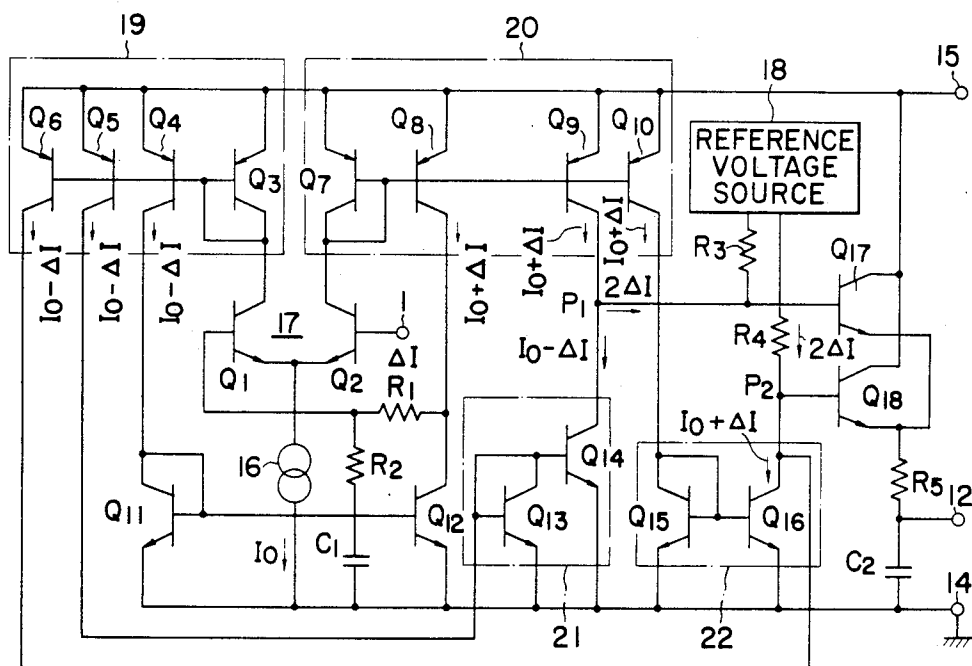 19
20
15
18
Q6
Q5
Q4
Q3
Q7
Q8
Q9
Q10
REFERENCE
VOLTAGE
SOURCE
I0-ΔI
I0-ΔI
I0-ΔI
I0+ΔI
I0+ΔI
I0+ΔI
R3
Q17
2ΔI
P1
17
1
ΔI
Q1
Q2
R1
I0-ΔI
R4
2ΔI
P2
Q18
16
R2
I0+ΔI
Q14
R5
12
Q11
Q12
Q13
Q15
Q16
I0
C1
C2
14
21
22